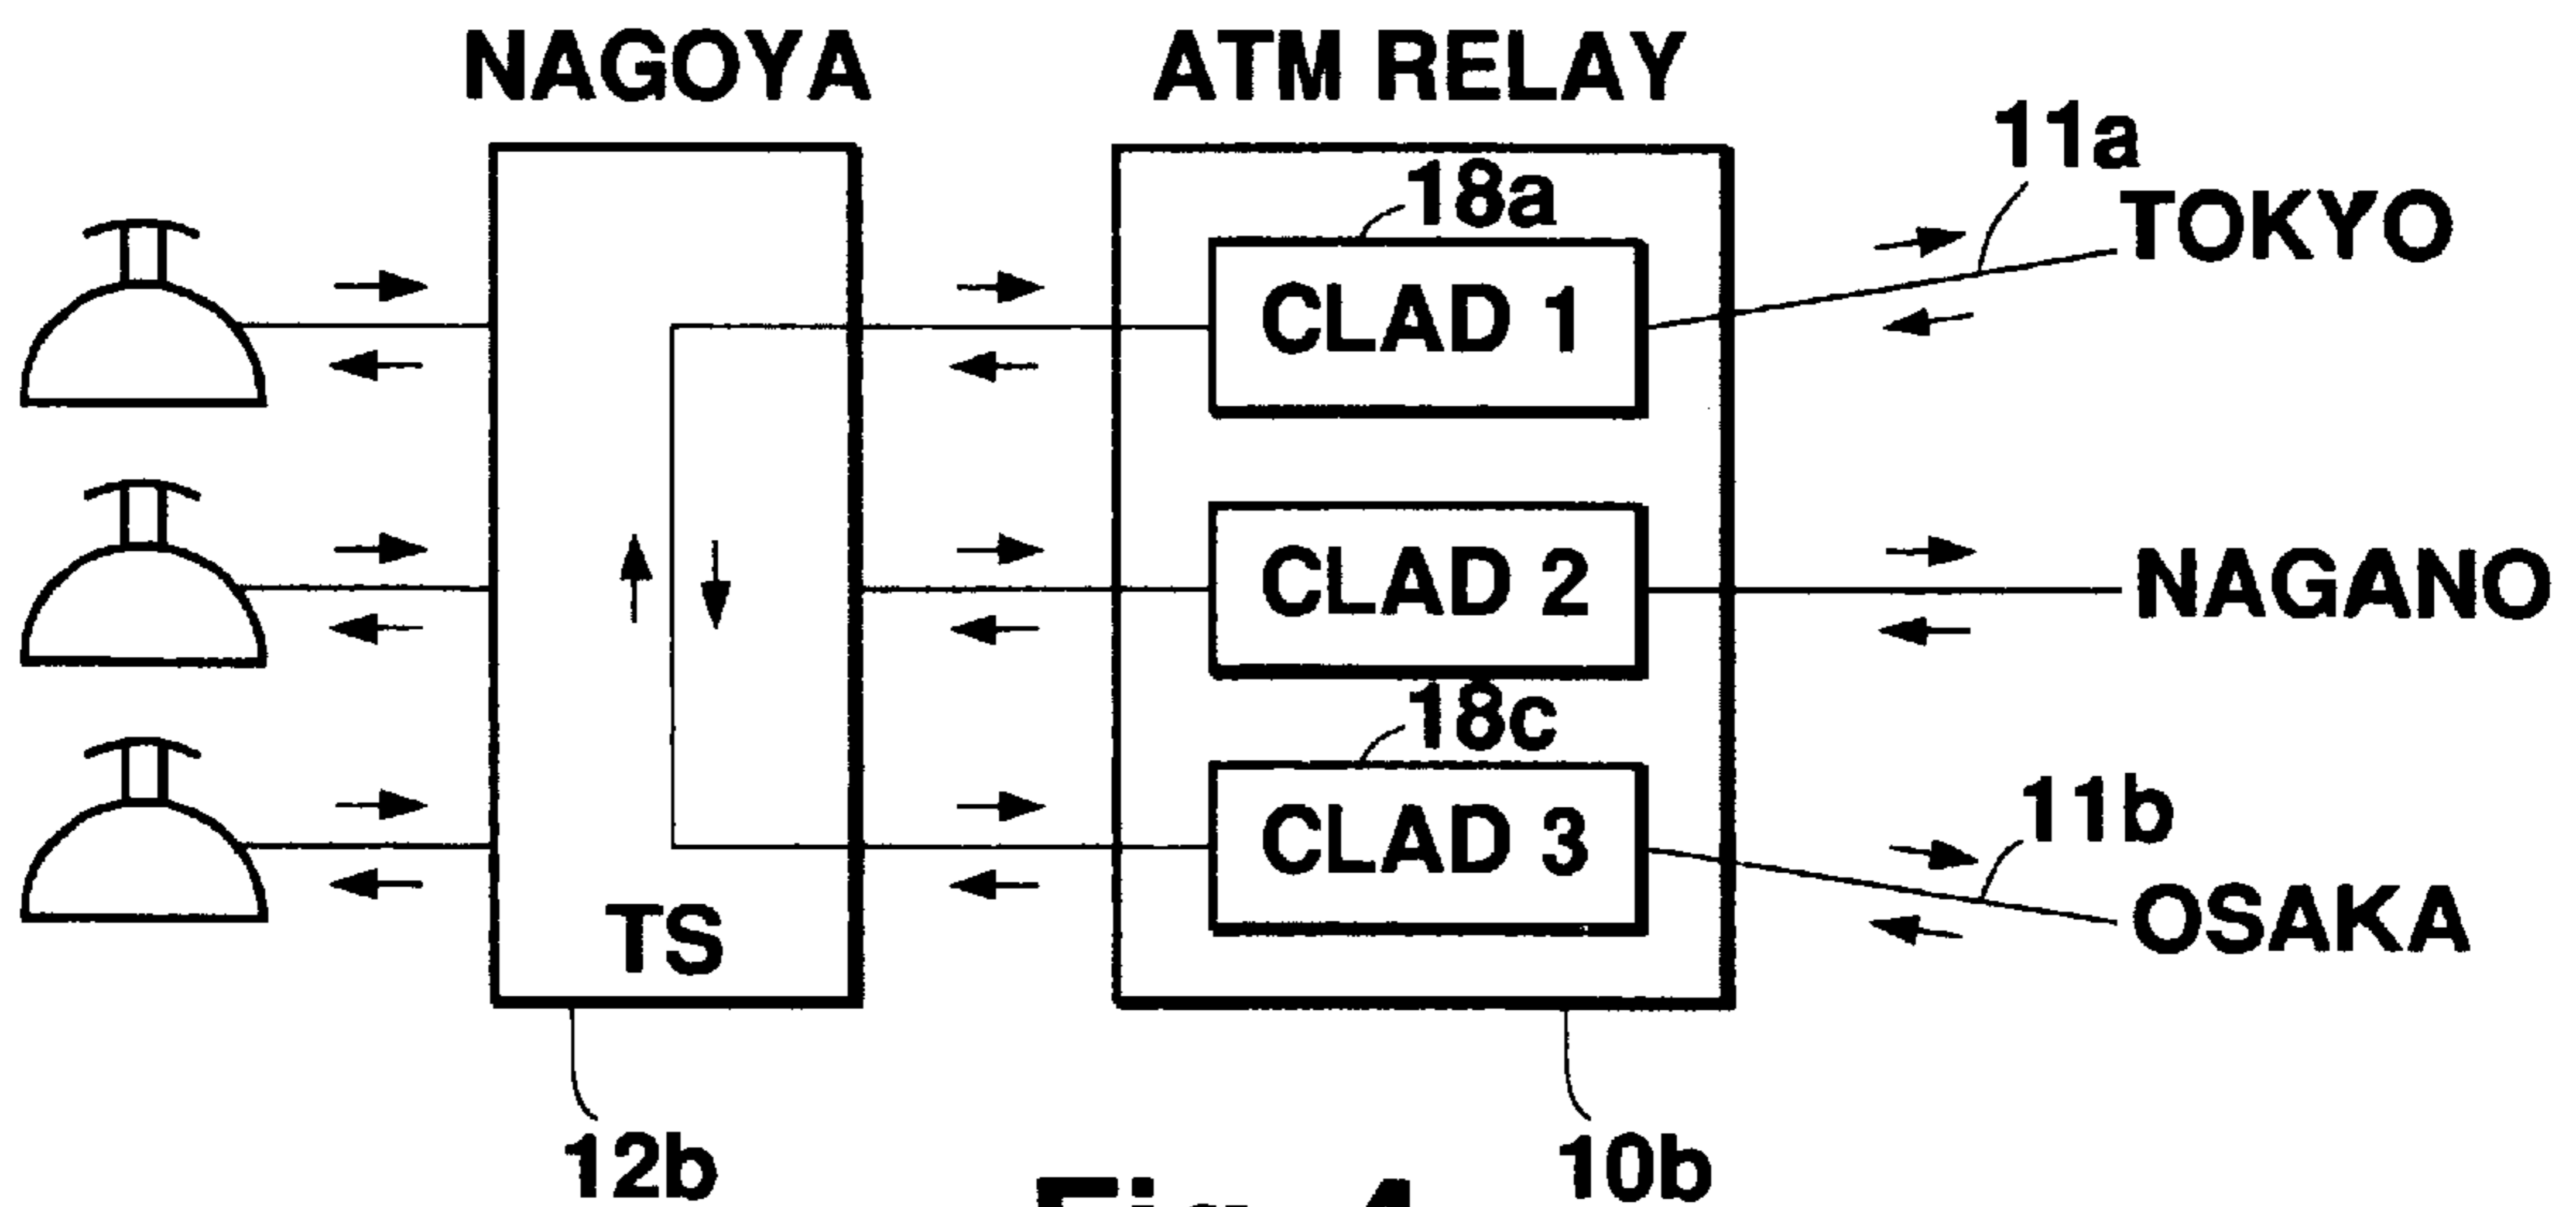 NAGOYA
ATM RELAY
11a
18a
TOKYO
CLAD 1
CLAD 2
NAGANO
18c
11b
CLAD 3
OSAKA
TS
12b
10b